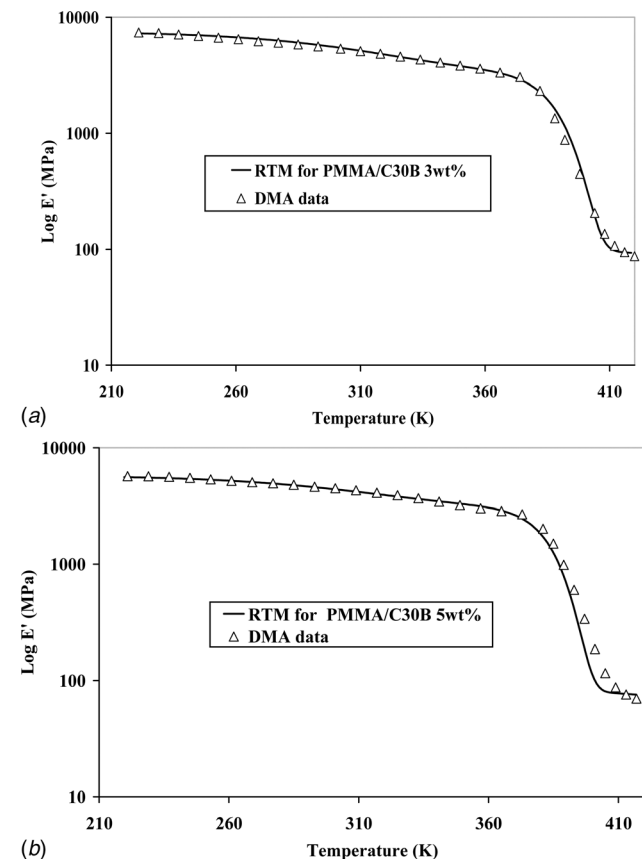 10000
1000
100
10
Log E' (MPa)
RTM for PMMA/C30B 3wt%
DMA data
210 260 310 360 410
Temperature (K)
(a)
10000
1000
100
10
Log E' (MPa)
RTM for PMMA/C30B 5wt%
DMA data
210 260 310 360 410
Temperature (K)
(b)